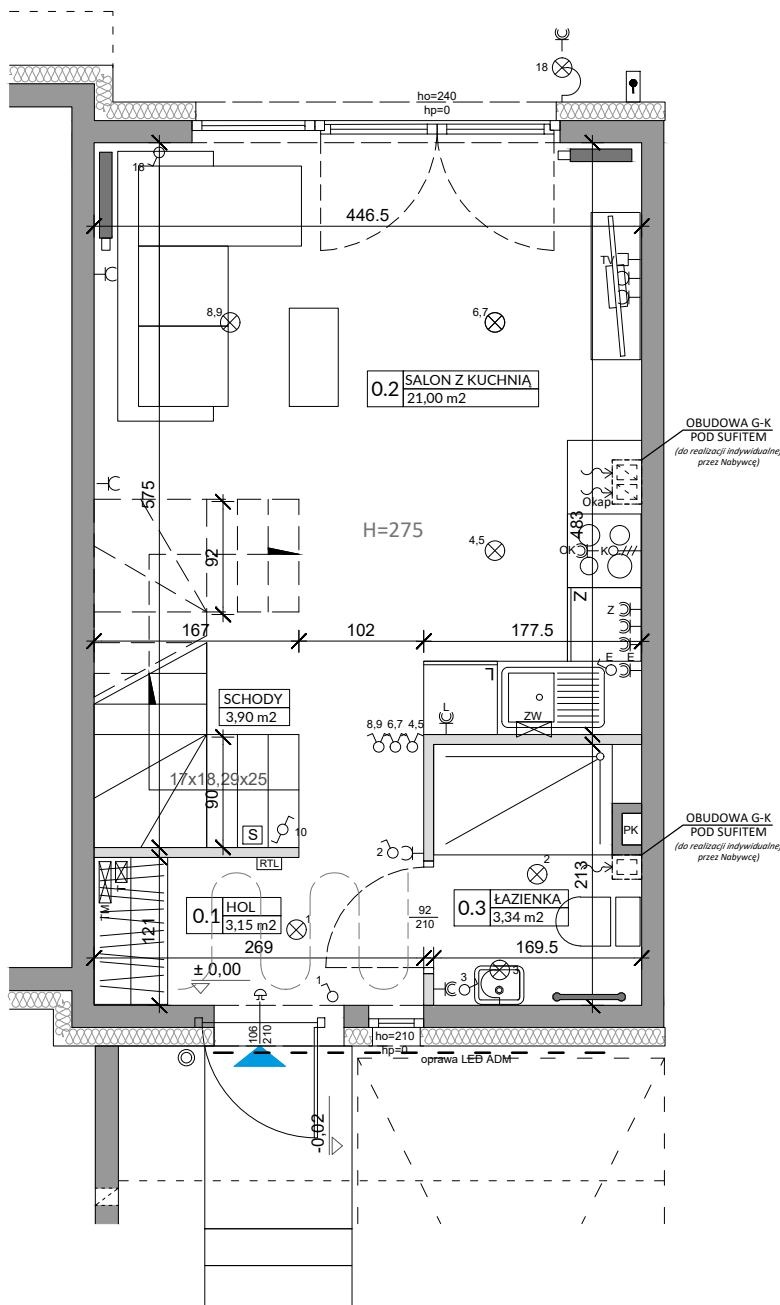 18
ho=240
hp=0
18
446.5
TV
8,9
6,7
0.2 SALON Z KUCHNIĄ
21,00 m2
OBUDOWA G-K
POD SUFITEM
(do realizacji indywidualnej
przez Nabywcę)
575
Okap
483
H=275
4,5
OK
K
92
Z
Z
167
102
177.5
E E
SCHODY
3,90 m2
L
ZW
8,9 6,7 4,5
17x18,29x25
90
S
10
PK
OBUDOWA G-K
POD SUFITEM
(do realizacji indywidualnej
przez Nabywcę)
RTL
2
2
213
TM
T
0.1 HOL
3,15 m2
1
92
210
0.3 ŁAZIENKA
3,34 m2
121
269
169.5
± 0,00
1
3
3
106
210
ho=210
hp=0
oprawa LED ADM
-0,02